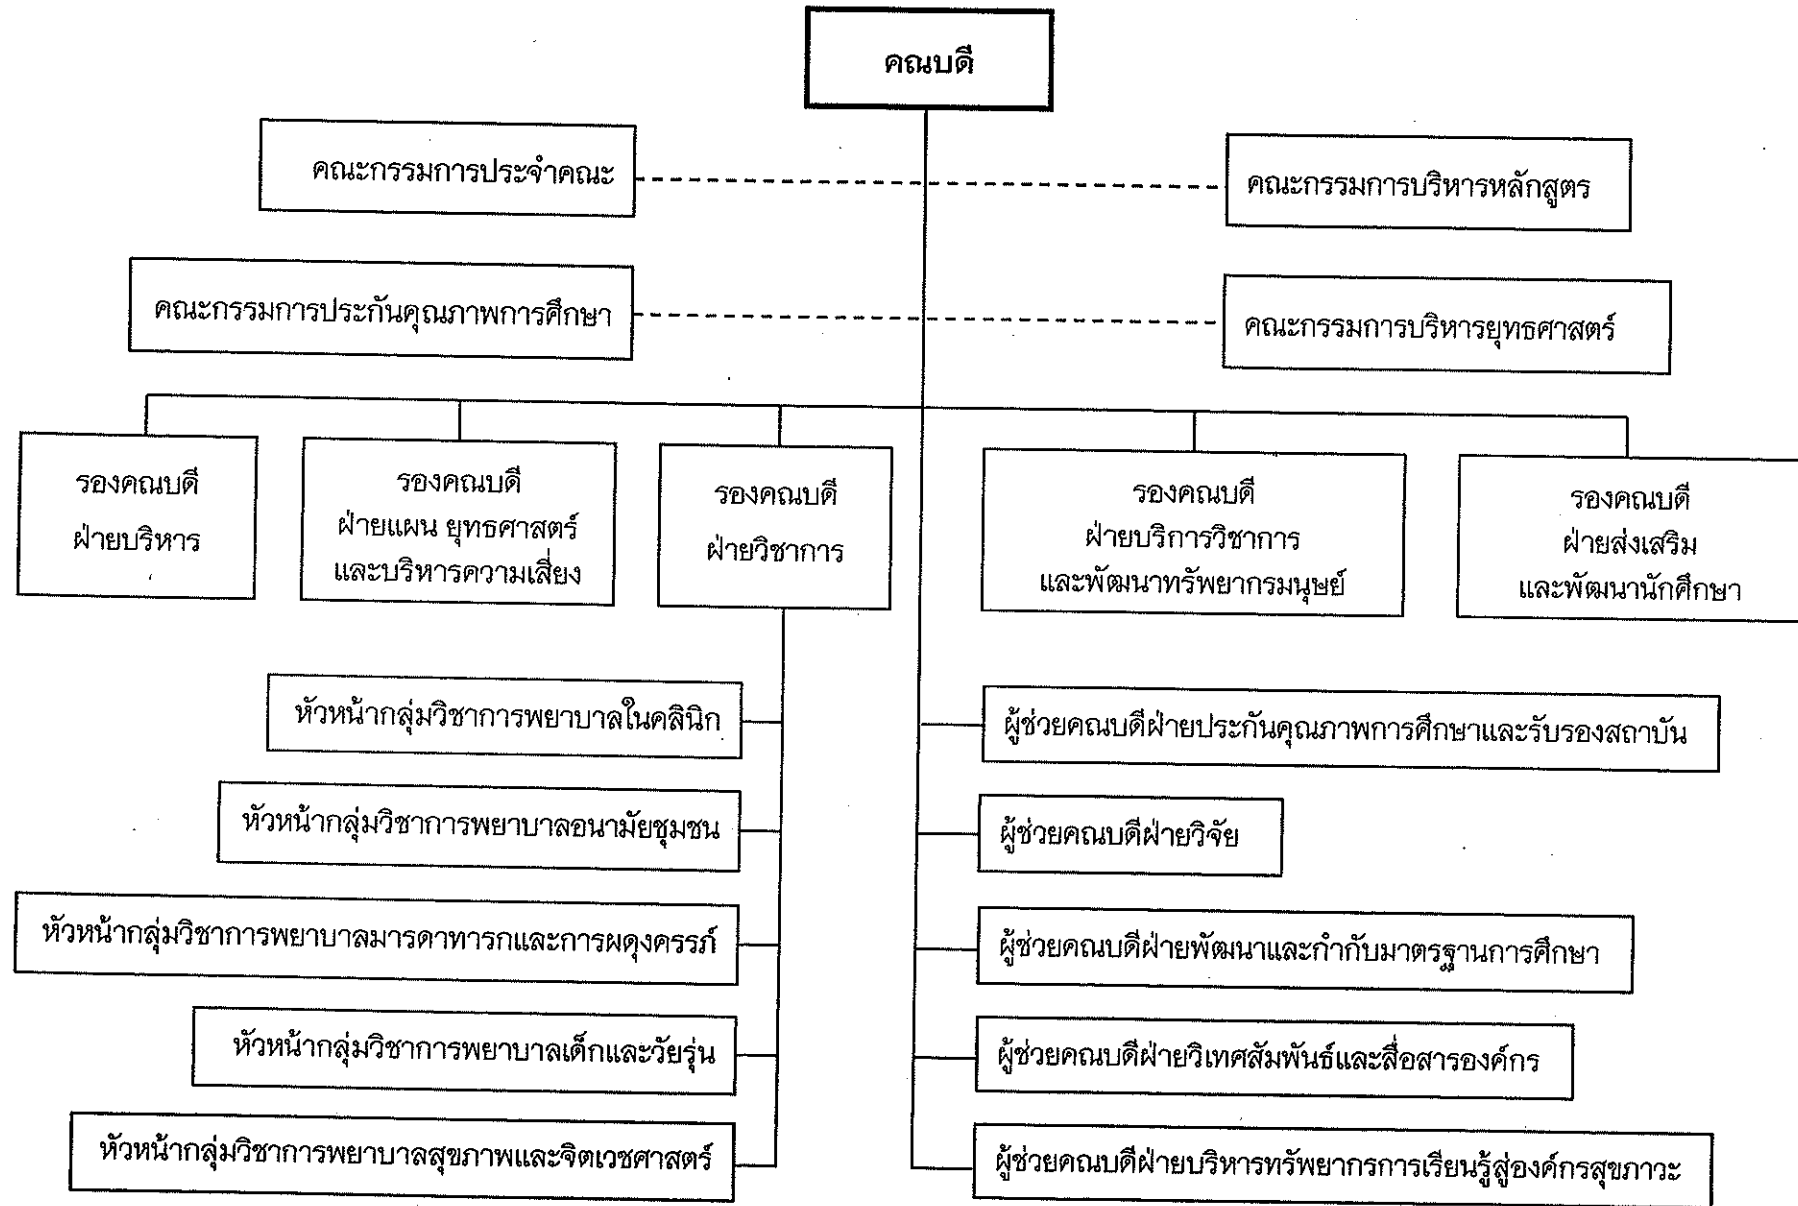 คณบดี
คณะกรรมการประจำคณะ
คณะกรรมการบริหารหลักสูตร
คณะกรรมการประกันคุณภาพการศึกษา
คณะกรรมการบริหารยุทธศาสตร์
รองคณบดี
ฝ่ายบริหาร
รองคณบดี
ฝ่ายแผน ยุทธศาสตร์
และบริหารความเสี่ยง
รองคณบดี
ฝ่ายวิชาการ
รองคณบดี
ฝ่ายบริการวิชาการ
และพัฒนาทรัพยากรมนุษย์
รองคณบดี
ฝ่ายส่งเสริม
และพัฒนานักศึกษา
หัวหน้ากลุ่มวิชาการพยาบาลในคลินิก
หัวหน้ากลุ่มวิชาการพยาบาลอนามัยชุมชน
หัวหน้ากลุ่มวิชาการพยาบาลมารดาทารกและการผดุงครรภ์
หัวหน้ากลุ่มวิชาการพยาบาลเด็กและวัยรุ่น
หัวหน้ากลุ่มวิชาการพยาบาลสุขภาพและจิตเวชศาสตร์
ผู้ช่วยคณบดีฝ่ายประกันคุณภาพการศึกษาและรับรองสถาบัน
ผู้ช่วยคณบดีฝ่ายวิจัย
ผู้ช่วยคณบดีฝ่ายพัฒนาและกำกับมาตรฐานการศึกษา
ผู้ช่วยคณบดีฝ่ายวิเทศสัมพันธ์และสื่อสารองค์กร
ผู้ช่วยคณบดีฝ่ายบริหารทรัพยากรการเรียนรู้สู่องค์กรสุขภาวะ